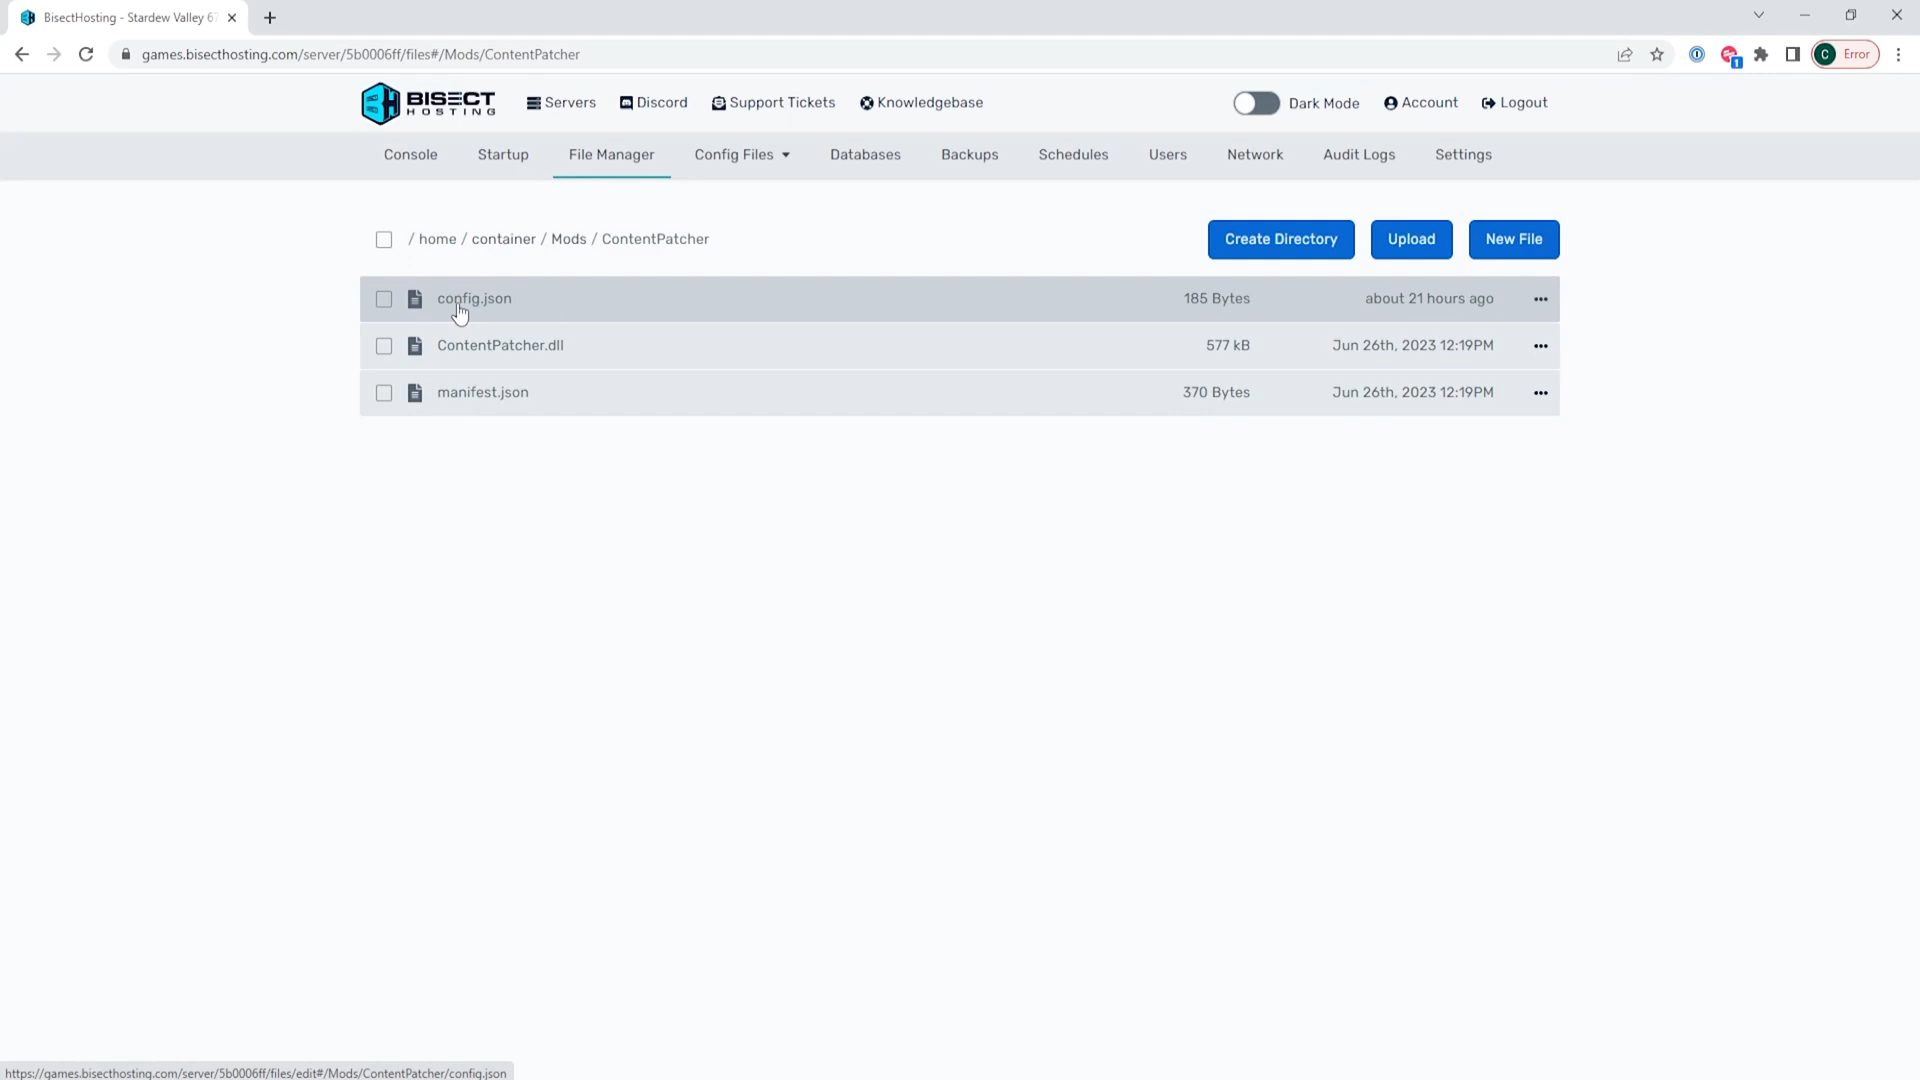 BisectHosting - Stardew Valley 67
games.bisecthosting.com/server/5b0006ff/files#/Mods/ContentPatcher
1
C
Error
BISECT
HOSTING
Servers
Discord
Support Tickets
Knowledgebase
Dark Mode
Account
Logout
Console
Startup
File Manager
Config Files
Databases
Backups
Schedules
Users
Network
Audit Logs
Settings
/ home / container / Mods / ContentPatcher
Create Directory
Upload
New File
config.json 185 Bytes about 21 hours ago
ContentPatcher.dll 577 kB Jun 26th, 2023 12:19PM
manifest.json 370 Bytes Jun 26th, 2023 12:19PM
https://games.bisecthosting.com/server/5b0006ff/files/edit#/Mods/ContentPatcher/config.json